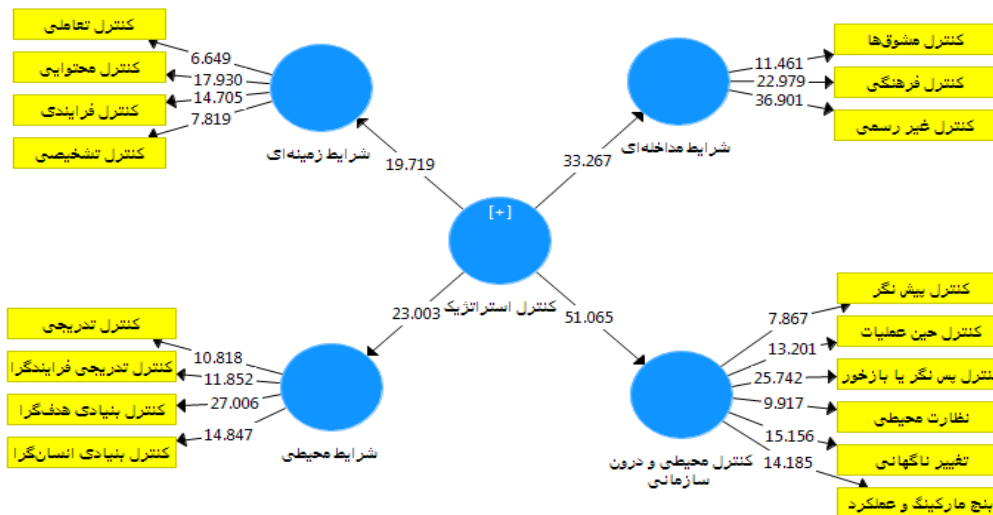 کنترل تعاملی
کنترل محتوایی
کنترل فرایندی
کنترل تشخیصی
6.649
17.930
14.705
7.819
شرایط زمینه‌ای
19.719
کنترل مشوق‌ها
کنترل فرهنگی
کنترل غیر رسمی
11.461
22.979
36.901
شرایط مداخله‌ای
33.267
[+]
کنترل استراتژیک
23.003
51.065
کنترل تدریجی
کنترل تدریجی فرایندگرا
کنترل بنیادی هدف‌گرا
کنترل بنیادی انسان‌گرا
10.818
11.852
27.006
14.847
شرایط محیطی
کنترل پیش نگر
کنترل حین عملیات
کنترل پس نگر یا بازخور
نظارت محیطی
تغییر ناگهانی
بنچ مارکینگ و عملکرد
7.867
13.201
25.742
9.917
15.156
14.185
کنترل محیطی و درون
سازمانی